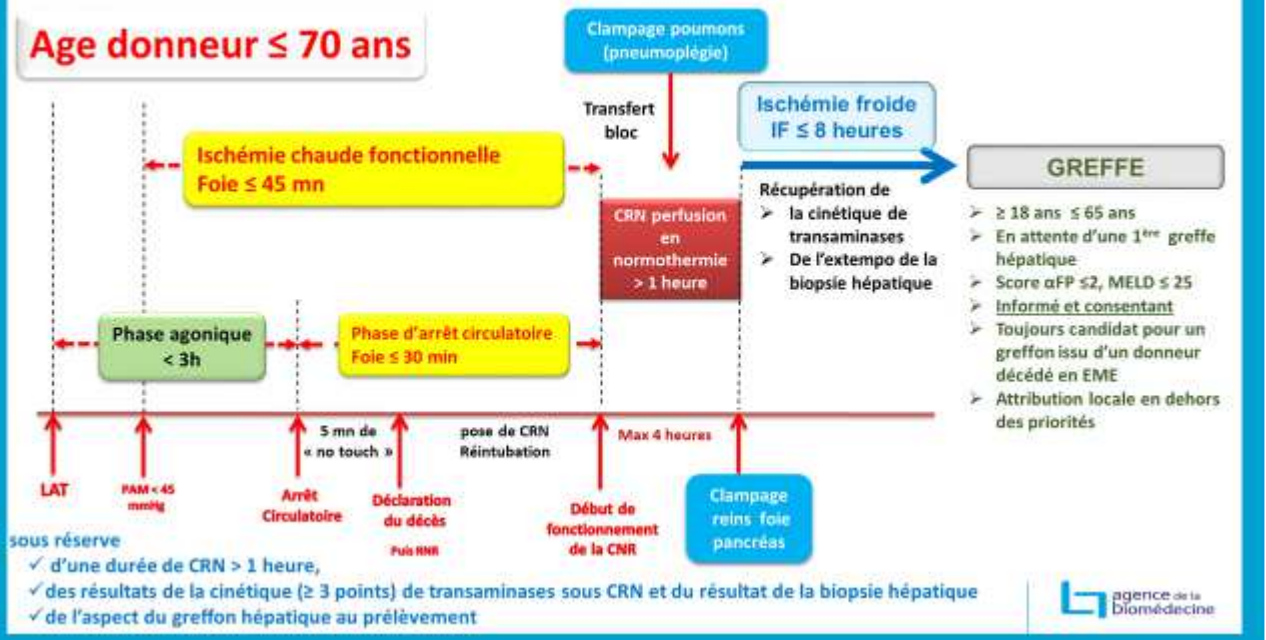 Age donneur ≤ 70 ans
Clampage poumons
(pneumoplégie)
Transfert
bloc
Ischémie froide
IF ≤ 8 heures
Ischémie chaude fonctionnelle
Foie ≤ 45 mn
GREFFE
CRN perfusion
en
normothermie
> 1 heure
Récupération de
➢ la cinétique de
transaminases
➢ De l'extempo de la
biopsie hépatique
➢ ≥ 18 ans ≤ 65 ans
➢ En attente d'une 1ère greffe
hépatique
➢ Score αFP ≤2, MELD ≤ 25
➢ Informé et consentant
➢ Toujours candidat pour un
greffon issu d'un donneur
décédé en EME
➢ Attribution locale en dehors
des priorités
Phase agonique
< 3h
Phase d'arrêt circulatoire
Foie ≤ 30 min
5 mn de
« no touch »
pose de CRN
Réintubation
Max 4 heures
LAT
PAM < 45
mmHg
Arrêt
Circulatoire
Déclaration
du décès
Puis RNR
Début de
fonctionnement
de la CNR
Clampage
reins foie
pancréas
sous réserve
✓ d'une durée de CRN > 1 heure,
✓ des résultats de la cinétique (≥ 3 points) de transaminases sous CRN et du résultat de la biopsie hépatique
✓ de l'aspect du greffon hépatique au prélèvement
agence de la
biomédecine